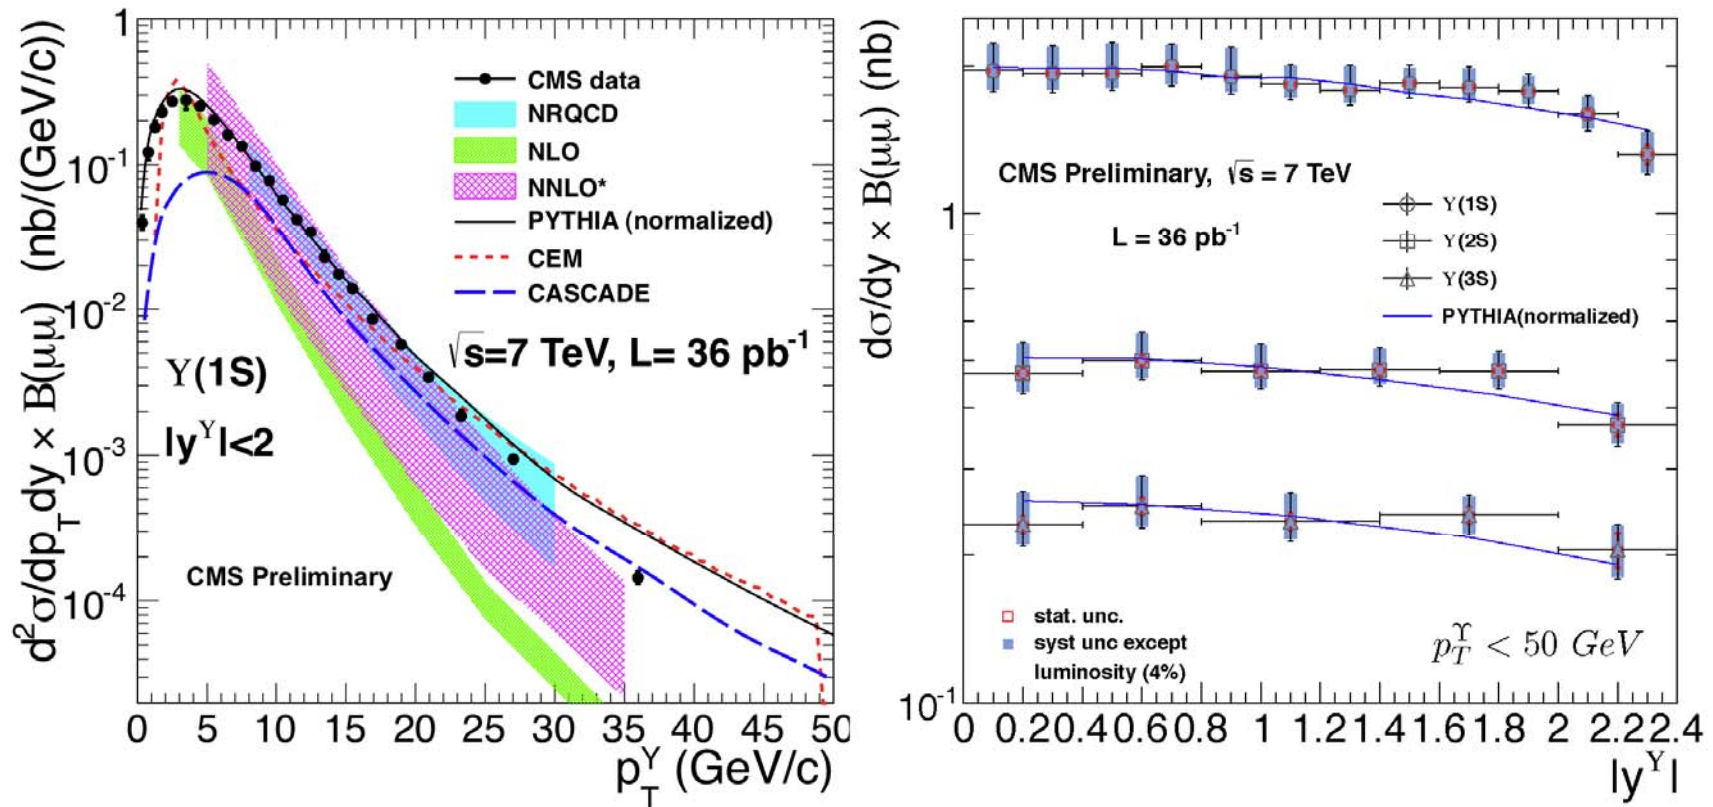 d²σ/dp_T dy × B(μμ) (nb/(GeV/c))
1
10⁻¹
10⁻²
10⁻³
10⁻⁴
CMS data
NRQCD
NLO
NNLO*
PYTHIA (normalized)
CEM
CASCADE
√s=7 TeV, L= 36 pb⁻¹
Υ(1S)
|y^Υ|<2
CMS Preliminary
0 5 10 15 20 25 30 35 40 45 50
p_T^Υ (GeV/c)
dσ/dy × B(μμ) (nb)
1
10⁻¹
CMS Preliminary, √s = 7 TeV
L = 36 pb⁻¹
Υ(1S)
Υ(2S)
Υ(3S)
PYTHIA(normalized)
stat. unc.
syst unc except
luminosity (4%)
p_T^Υ < 50 GeV
0 0.2 0.4 0.6 0.8 1 1.2 1.4 1.6 1.8 2 2.2 2.4
|y^Υ|